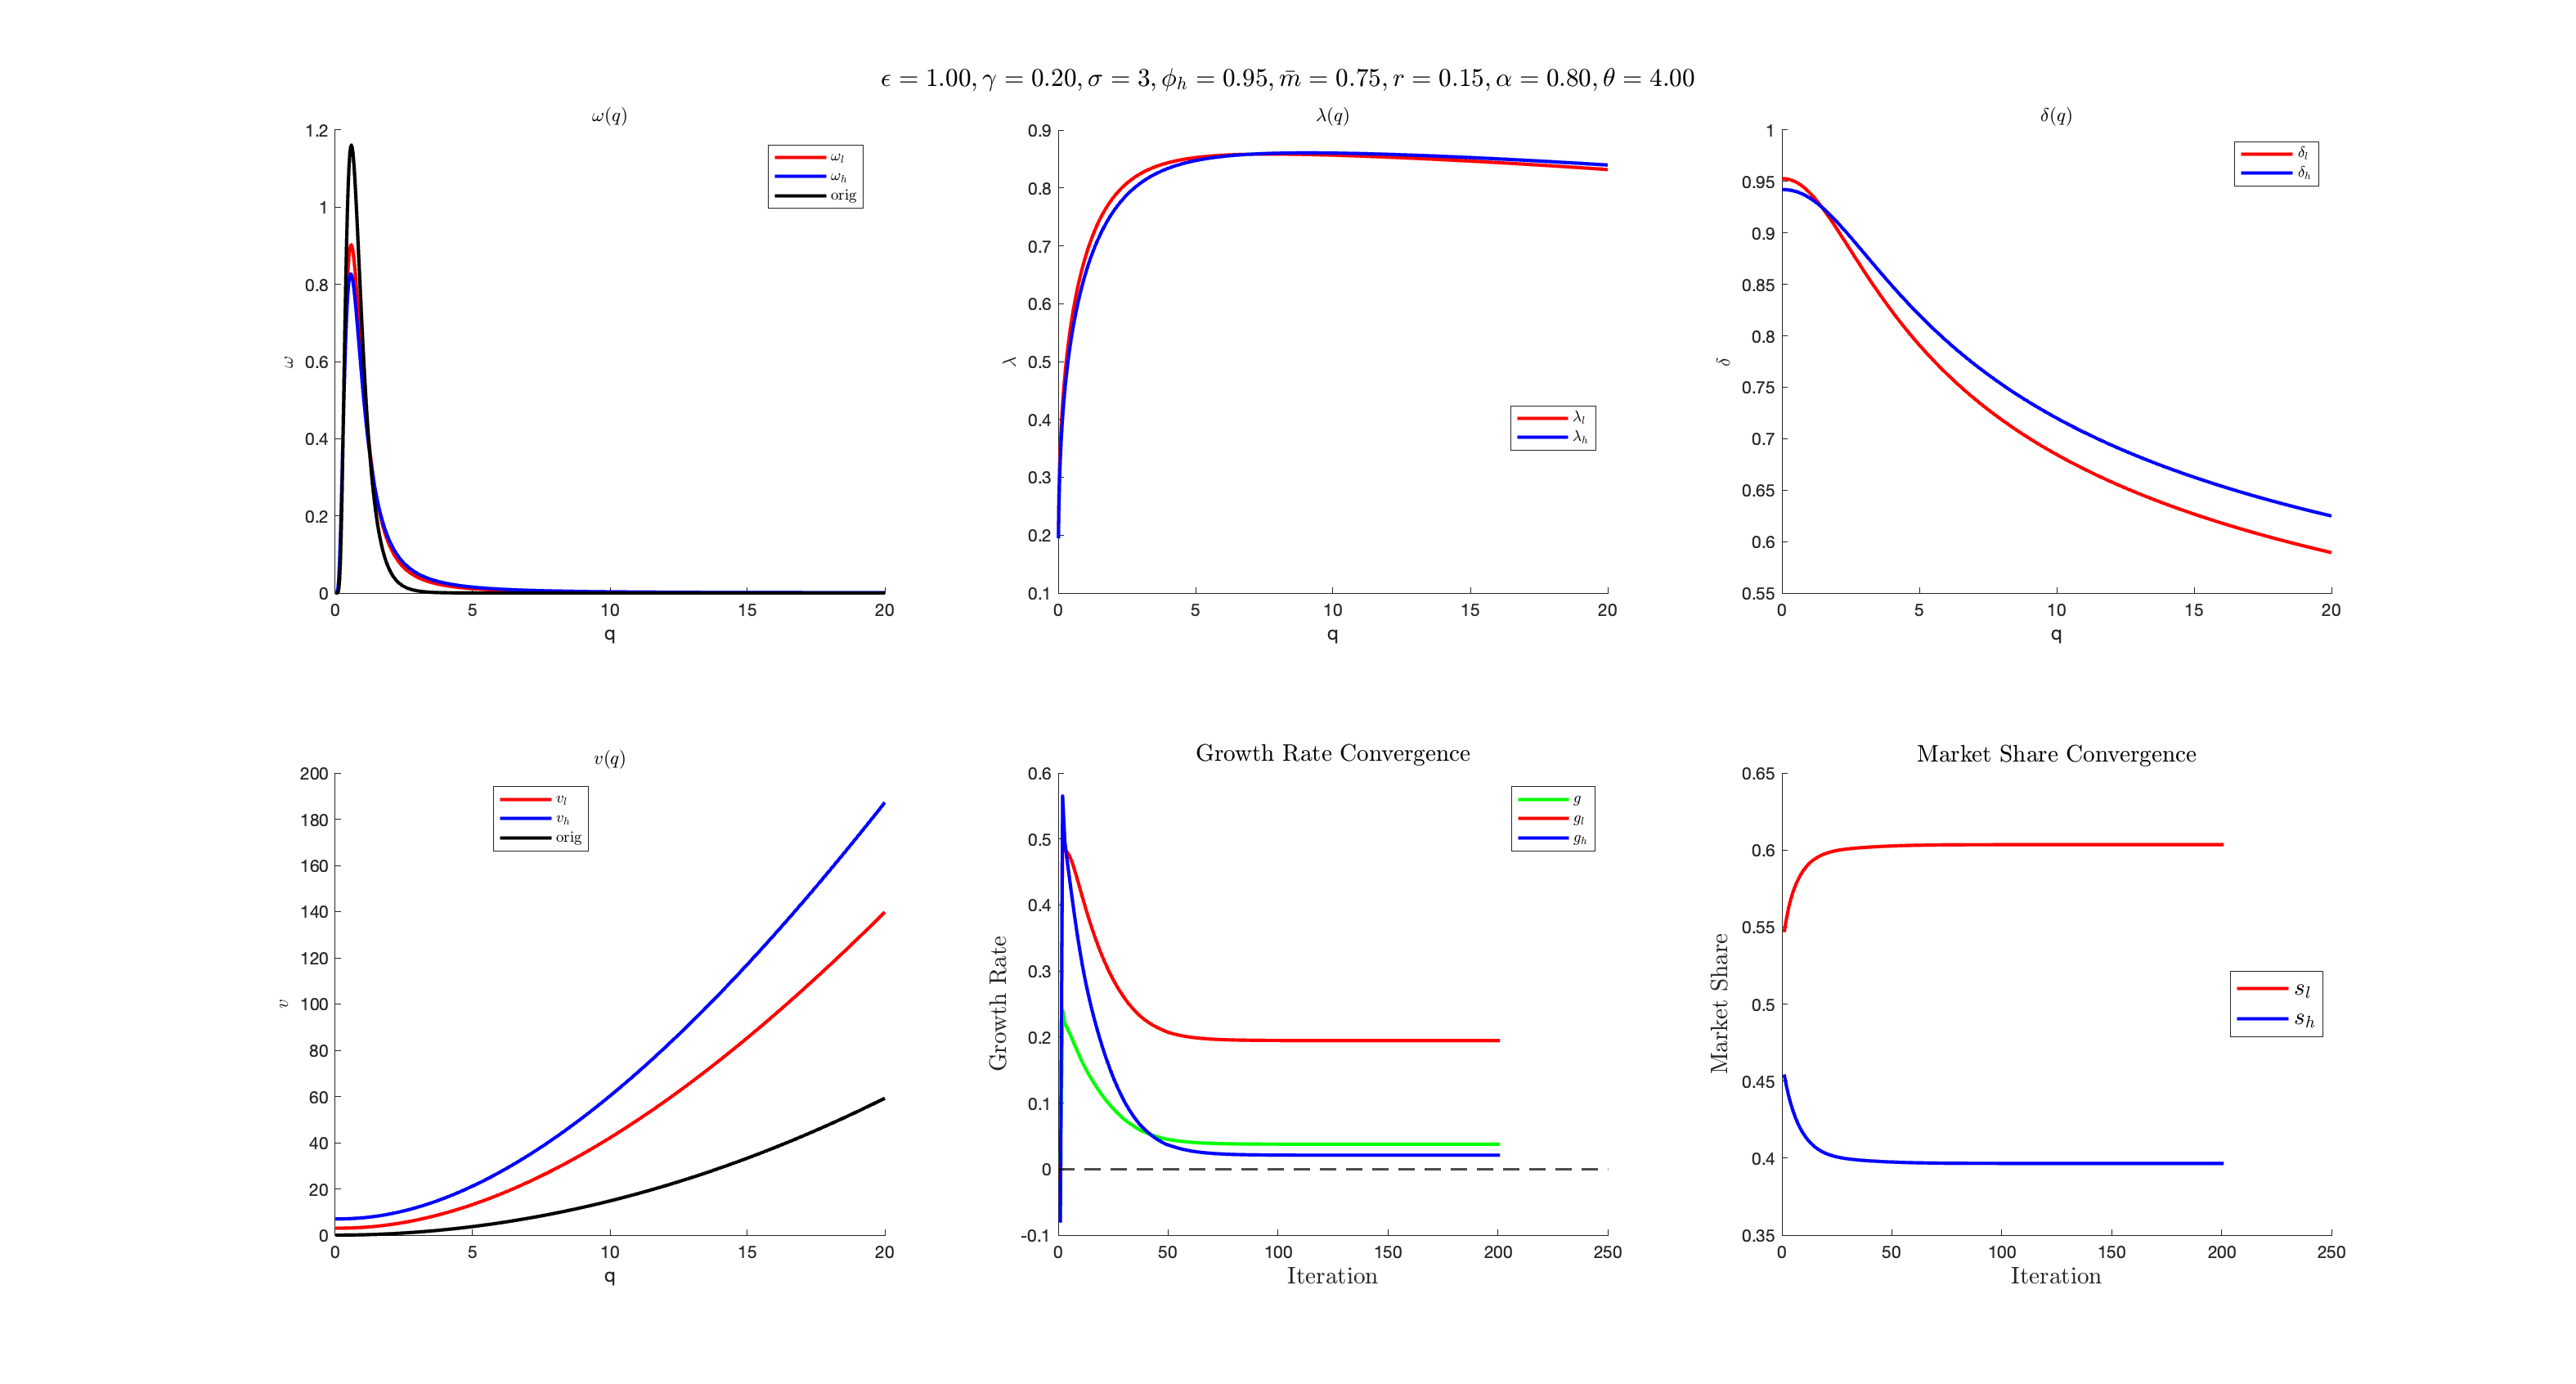 ϵ = 1.00, γ = 0.20, σ = 3, ϕ_h = 0.95, m̄ = 0.75, r = 0.15, α = 0.80, θ = 4.00
ω(q)
1.2
1
0.8
0.6
0.4
0.2
0
ω
0 5 10 15 20
q
ω_l
ω_h
orig
λ(q)
0.9
0.8
0.7
0.6
0.5
0.4
0.3
0.2
0.1
λ
0 5 10 15 20
q
λ_l
λ_h
δ(q)
1
0.95
0.9
0.85
0.8
0.75
0.7
0.65
0.6
0.55
δ
0 5 10 15 20
q
δ_l
δ_h
v(q)
200
180
160
140
120
100
80
60
40
20
0
v
0 5 10 15 20
q
v_l
v_h
orig
Growth Rate Convergence
0.6
0.5
0.4
0.3
0.2
0.1
0
-0.1
Growth Rate
0 50 100 150 200 250
Iteration
g
g_l
g_h
Market Share Convergence
0.65
0.6
0.55
0.5
0.45
0.4
0.35
Market Share
0 50 100 150 200 250
Iteration
s_l
s_h